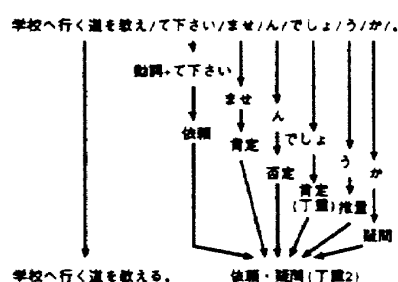 学校へ行く道を教え/て下さい/ませ/ん/でしょ/う/か/。
動詞+て下さい
ませ
ん
依頼
肯定
でしょ
う
か
否定
肯定
(丁重)
推量
疑問
学校へ行く道を教える。
依頼・疑問(丁重2)